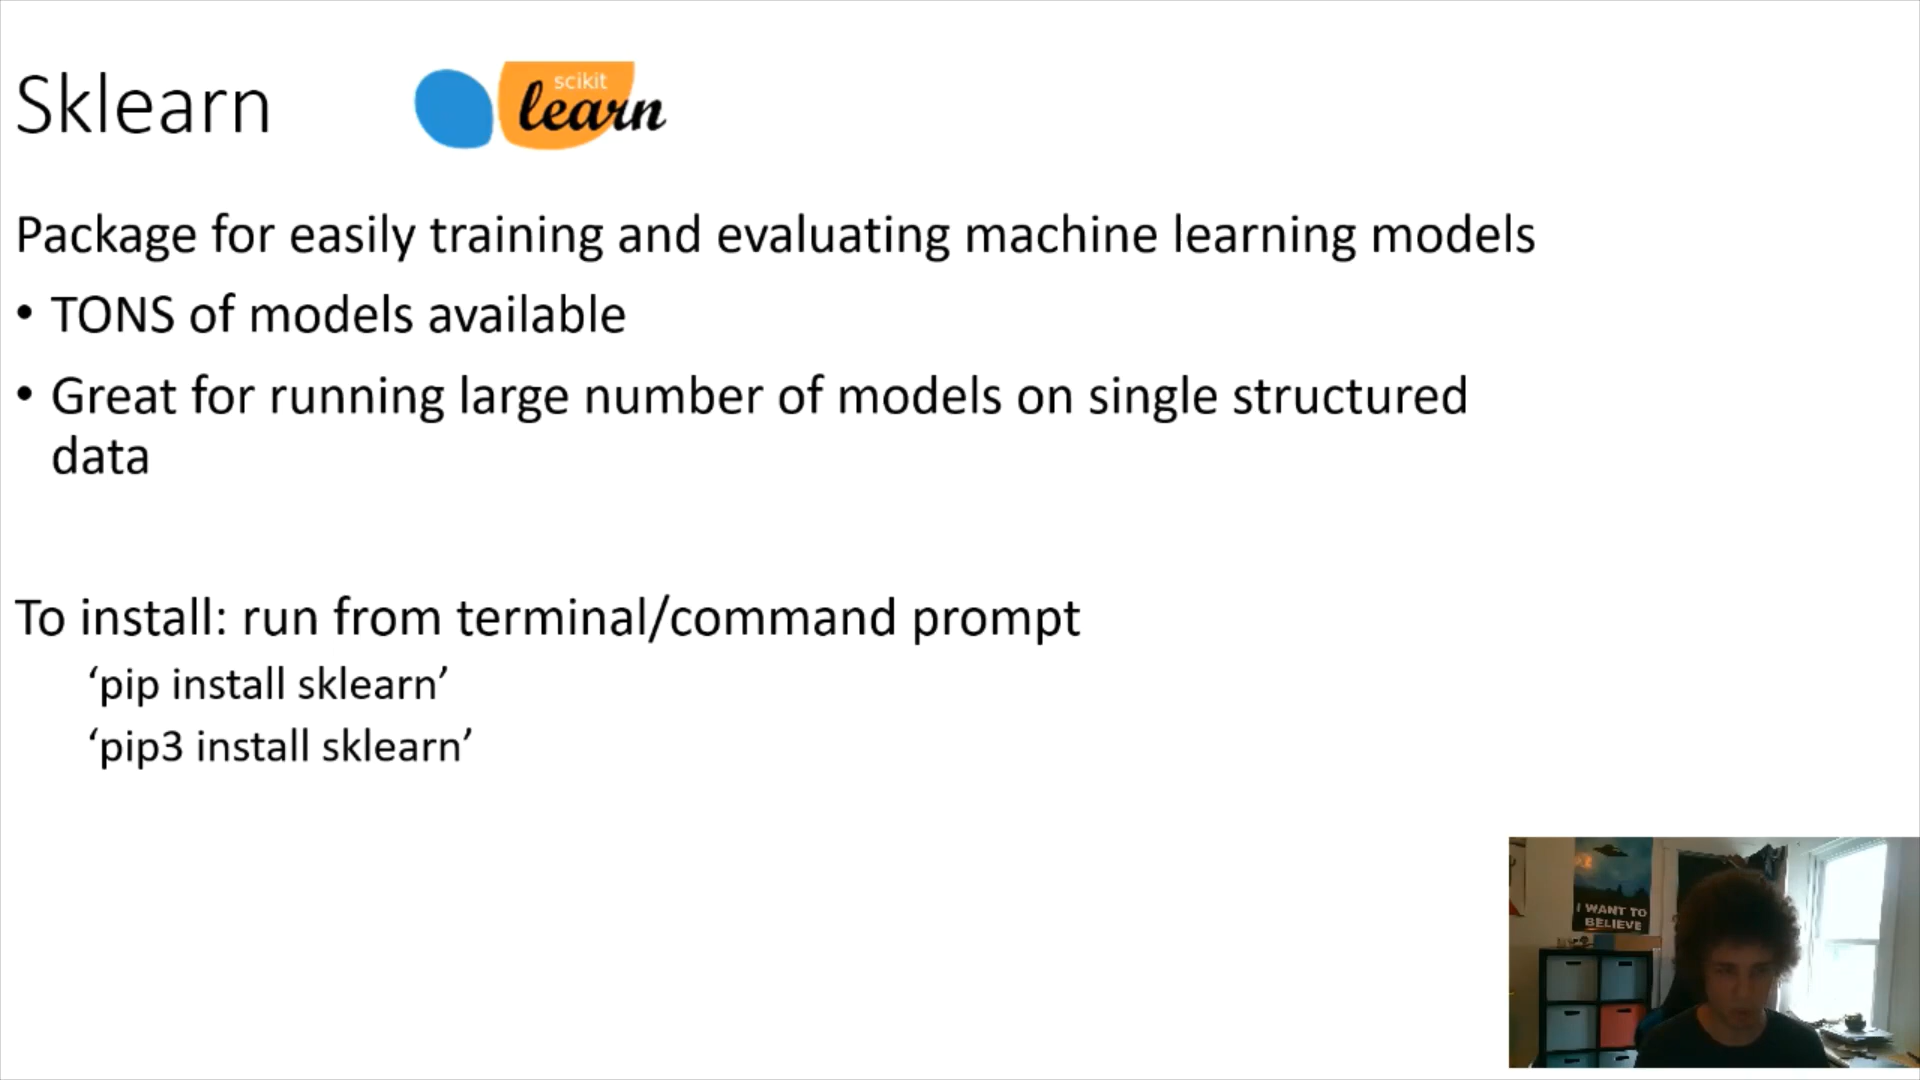 Sklearn
scikit
learn
Package for easily training and evaluating machine learning models
• TONS of models available
• Great for running large number of models on single structured
data
To install: run from terminal/command prompt
‘pip install sklearn’
‘pip3 install sklearn’
I WANT TO
BELIEVE